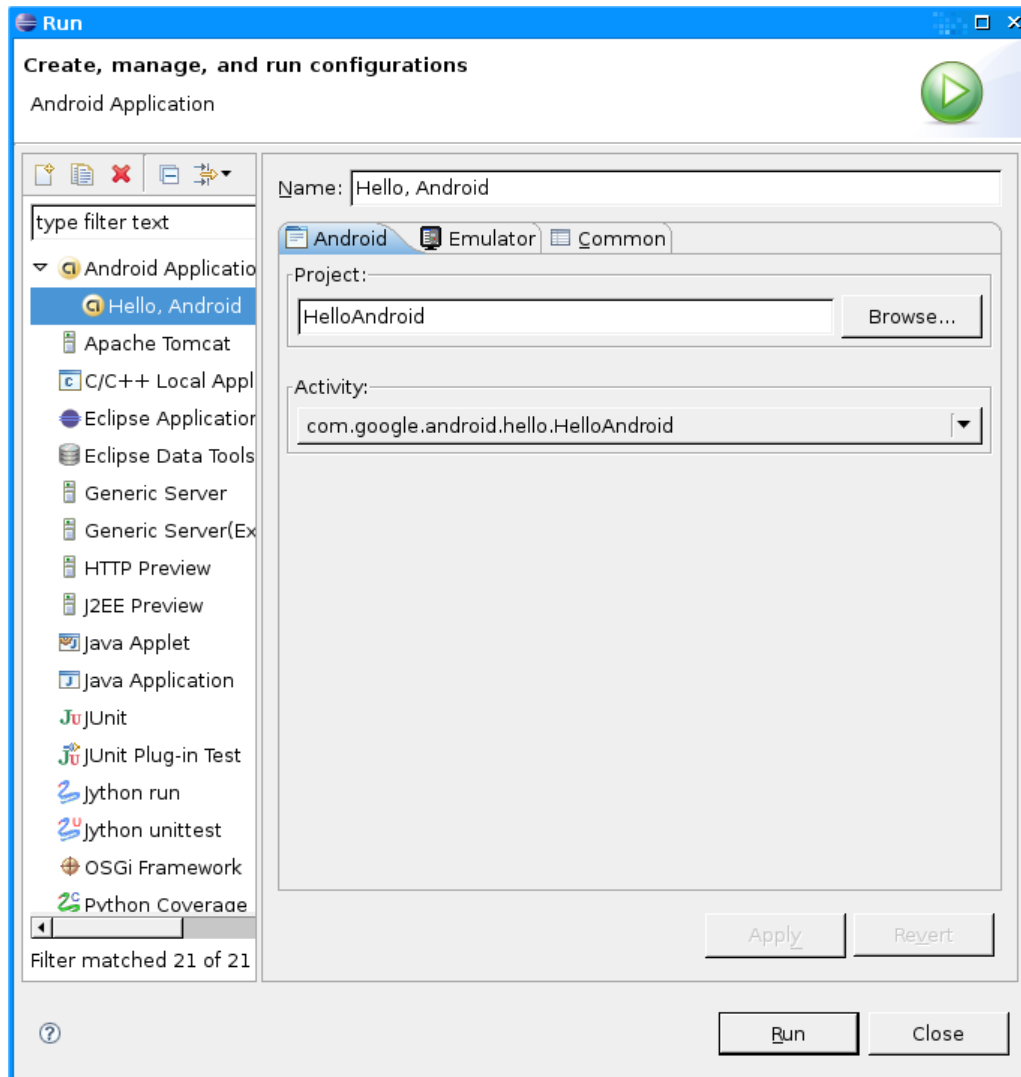 Run
Create, manage, and run configurations
Android Application
type filter text
Android Applicatio
Hello, Android
Apache Tomcat
C/C++ Local Appl
Eclipse Application
Eclipse Data Tools
Generic Server
Generic Server(Ex
HTTP Preview
J2EE Preview
Java Applet
Java Application
JUnit
JUnit Plug-in Test
Jython run
Jython unittest
OSGi Framework
Python Coverage
Filter matched 21 of 21
Name: Hello, Android
Android Emulator Common
Project:
HelloAndroid Browse...
Activity:
com.google.android.hello.HelloAndroid
Apply Revert
Run Close